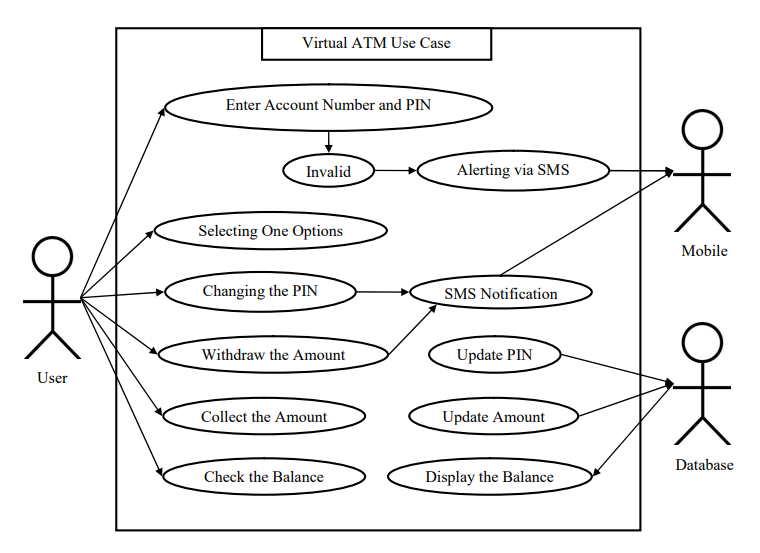 Virtual ATM Use Case
Enter Account Number and PIN
Invalid
Alerting via SMS
Mobile
Selecting One Options
Changing the PIN
SMS Notification
Withdraw the Amount
Update PIN
User
Collect the Amount
Update Amount
Database
Check the Balance
Display the Balance